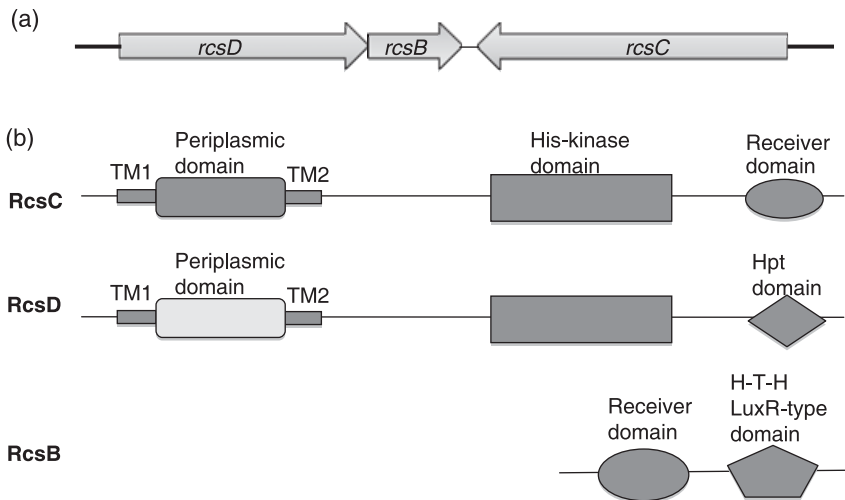 (a)
rcsD
rcsB
rcsC
(b)
Periplasmic
domain
His-kinase
domain
Receiver
domain
TM1
TM2
RcsC
Periplasmic
domain
Hpt
domain
TM1
TM2
RcsD
H-T-H
LuxR-type
domain
Receiver
domain
RcsB